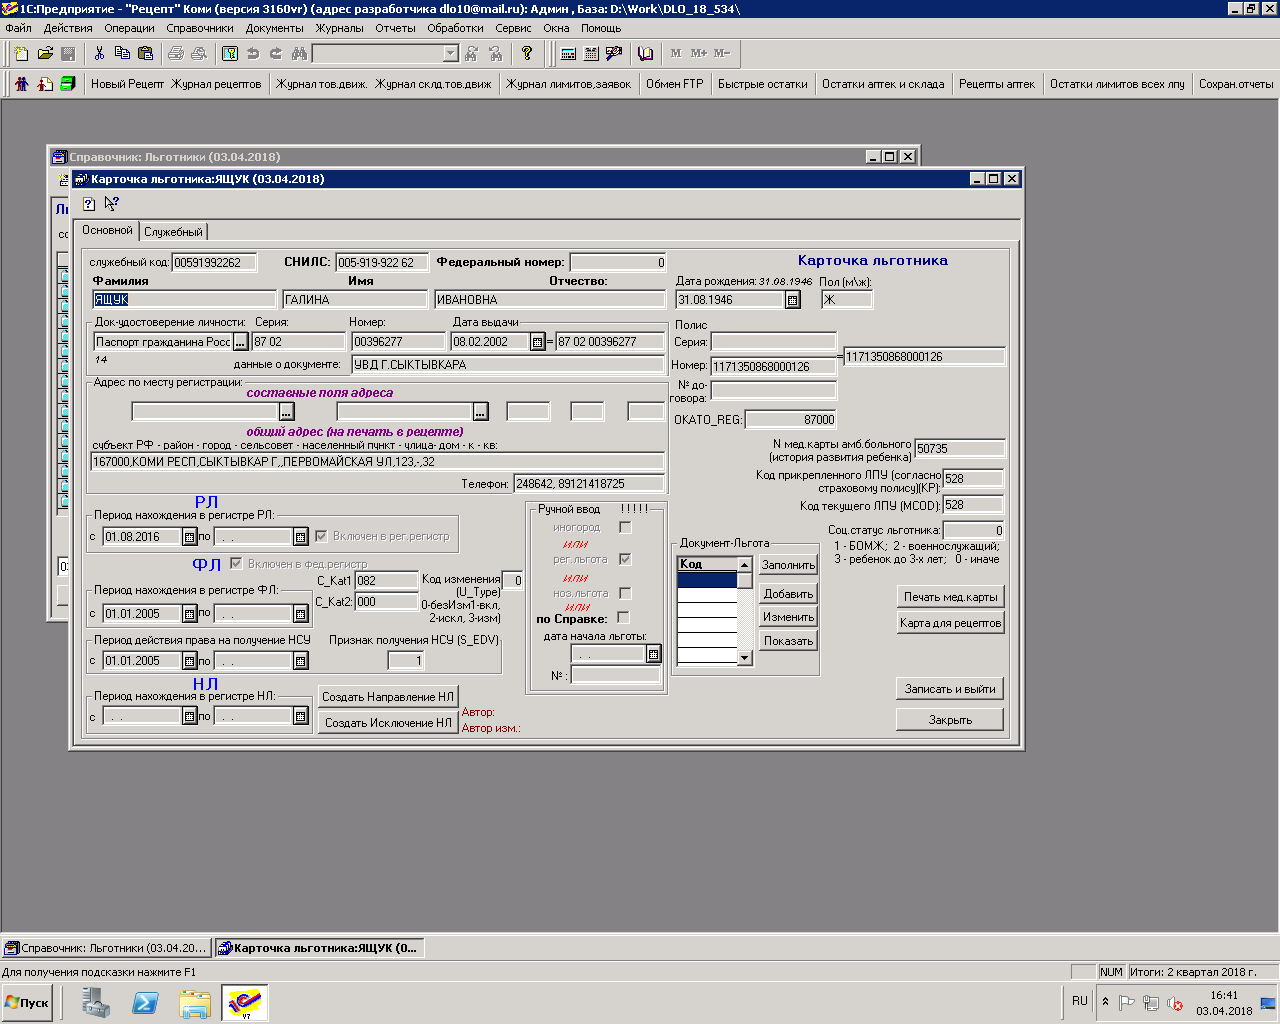 1С:Предприятие - "Рецепт" Коми (версия 3160vr) (адрес разработчика dlo10@mail.ru): Админ , База: D:\Work\DLO_18_534\
Файл Действия Операции Справочники Документы Журналы Отчеты Обработки Сервис Окна Помощь
M M+ M−
Новый Рецепт Журнал рецептов Журнал тов.движ. Журнал склд.тов.движ Журнал лимитов,заявок Обмен FTP Быстрые остатки Остатки аптек и склада Рецепты аптек Остатки лимитов всех лпу Сохран.отчеты
Справочник: Льготники (03.04.2018)
Карточка льготника:ЯЩУК (03.04.2018)
Основной Служебный
служебный код: 00591992262 СНИЛС: 005-919-922 62 Федеральный номер: 0 Карточка льготника
Фамилия Имя Отчество: Дата рождения: 31.08.1946 Пол (м\ж):
ЯЩУК ГАЛИНА ИВАНОВНА 31.08.1946 Ж
Док-удостоверение личности: Серия: Номер: Дата выдачи Полис
Паспорт гражданина Росс ... 87 02 00396277 08.02.2002 = 87 02 00396277 Серия:
14 данные о документе: УВД Г.СЫКТЫВКАРА Номер: 1171350868000126 = 1171350868000126
Адрес по месту регистрации: № до-говора:
составные поля адреса
... ...
OKATO_REG: 87000
общий адрес (на печать в рецепте)
субъект РФ - район - город - сельсовет - населенный пункт - улица- дом - к - кв:
167000,КОМИ РЕСП,СЫКТЫВКАР Г,,ПЕРВОМАЙСКАЯ УЛ,123,-,32
Телефон: 248642, 89121418725
N мед.карты амб.больного
(история развития ребенка) 50735
Код прикрепленного ЛПУ (согласно
страховому полису)(КР): 528
Код текущего ЛПУ (MCOD): 528
Соц.статус льготника: 0
1 - БОМЖ; 2 - военнослужащий;
3 - ребенок до 3-х лет; 0 - иначе
РЛ
Период нахождения в регистре РЛ:
с 01.08.2016 по . . Включен в рег.регистр
ФЛ Включен в фед.регистр
Период нахождения в регистре ФЛ:
с 01.01.2005 по . .
C_Kat1 082
C_Kat2: 000
Код изменения 0
(U_Type)
0-безИзм1-вкл,
2-искл, 3-изм)
Период действия права на получение НСУ Признак получения НСУ (S_EDV)
с 01.01.2005 по . . 1
НЛ
Период нахождения в регистре НЛ:
с . . по . .
Создать Направление НЛ
Создать Исключение НЛ
Автор:
Автор изм.:
Ручной ввод !!!!!
иногород
или
рег.льгота
или
ноз.льгота
или
по Справке:
дата начала льготы:
. .
№ :
Документ-Льгота
Код
Заполнить
Добавить
Изменить
Показать
Печать мед.карты
Карта для рецептов
Записать и выйти
Закрыть
Справочник: Льготники (03.04.20... Карточка льготника:ЯЩУК (0...
Для получения подсказки нажмите F1 NUM Итоги: 2 квартал 2018 г.
Пуск RU 16:41
03.04.2018